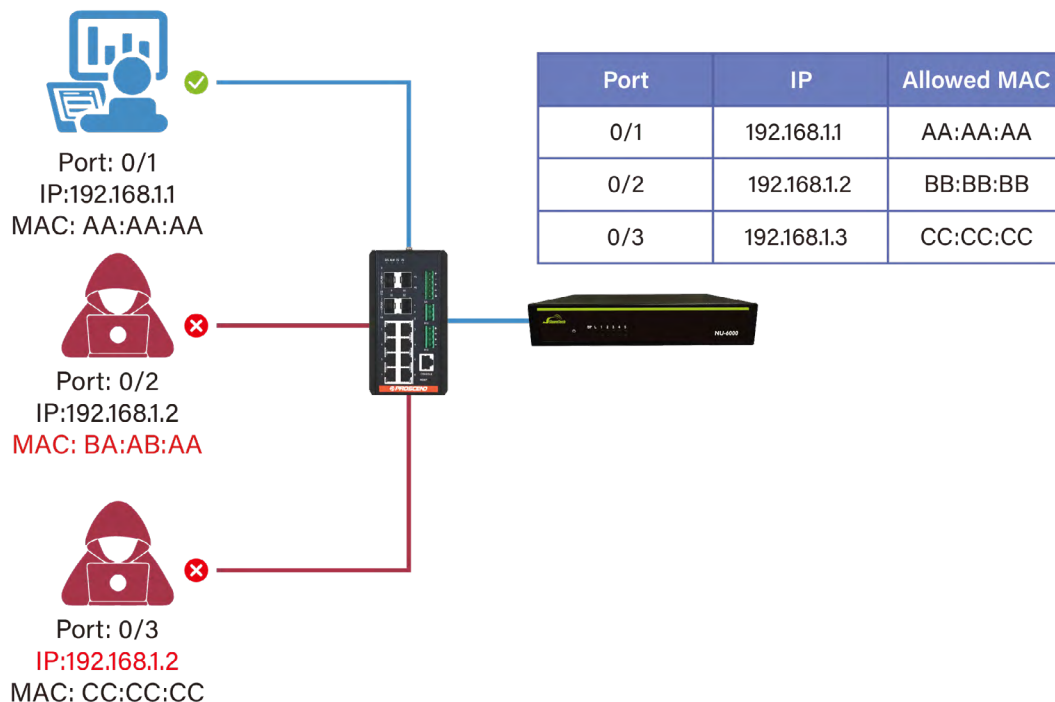 Port: 0/1
IP:192.168.1.1
MAC: AA:AA:AA
Port: 0/2
IP:192.168.1.2
MAC: BA:AB:AA
Port: 0/3
IP:192.168.1.2
MAC: CC:CC:CC
Port IP Allowed MAC
0/1 192.168.1.1 AA:AA:AA
0/2 192.168.1.2 BB:BB:BB
0/3 192.168.1.3 CC:CC:CC
PROSCEND
NU-6000